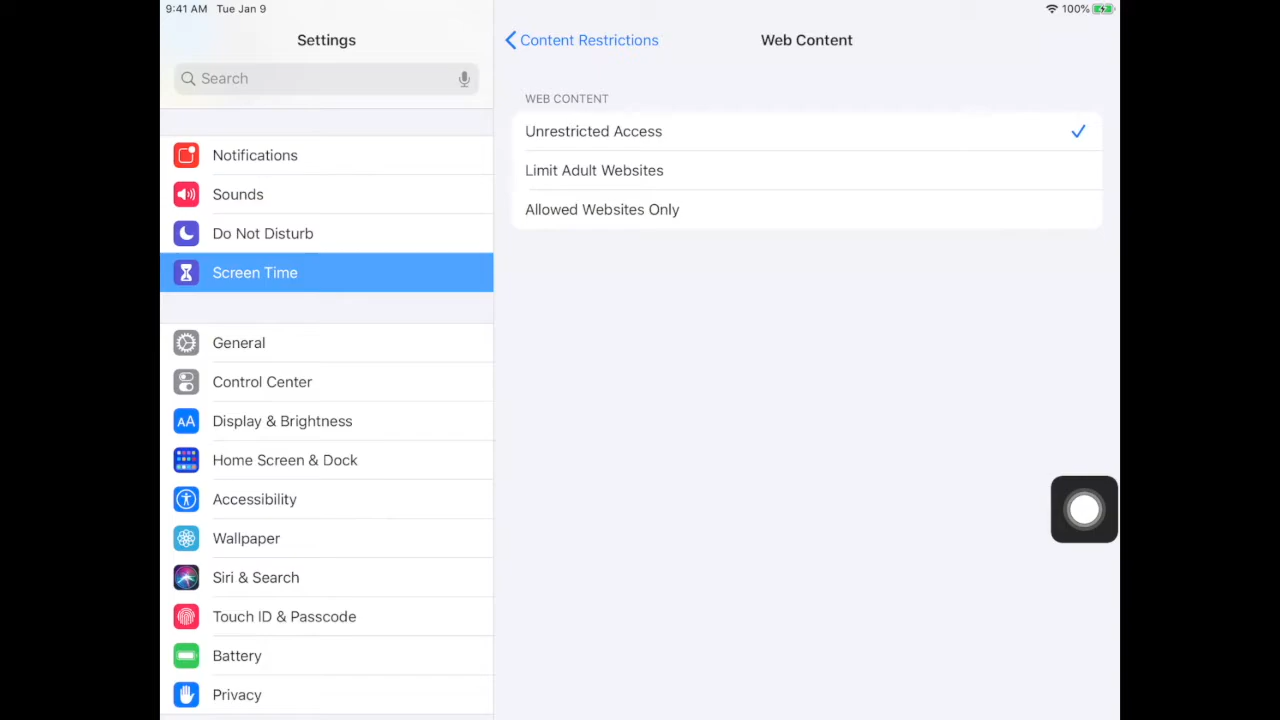 9:41 AM Tue Jan 9
100%
Settings
Search
Notifications
Sounds
Do Not Disturb
Screen Time
General
Control Center
AA
Display & Brightness
Home Screen & Dock
Accessibility
Wallpaper
Siri & Search
Touch ID & Passcode
Battery
Privacy
Content Restrictions
Web Content
WEB CONTENT
Unrestricted Access
Limit Adult Websites
Allowed Websites Only